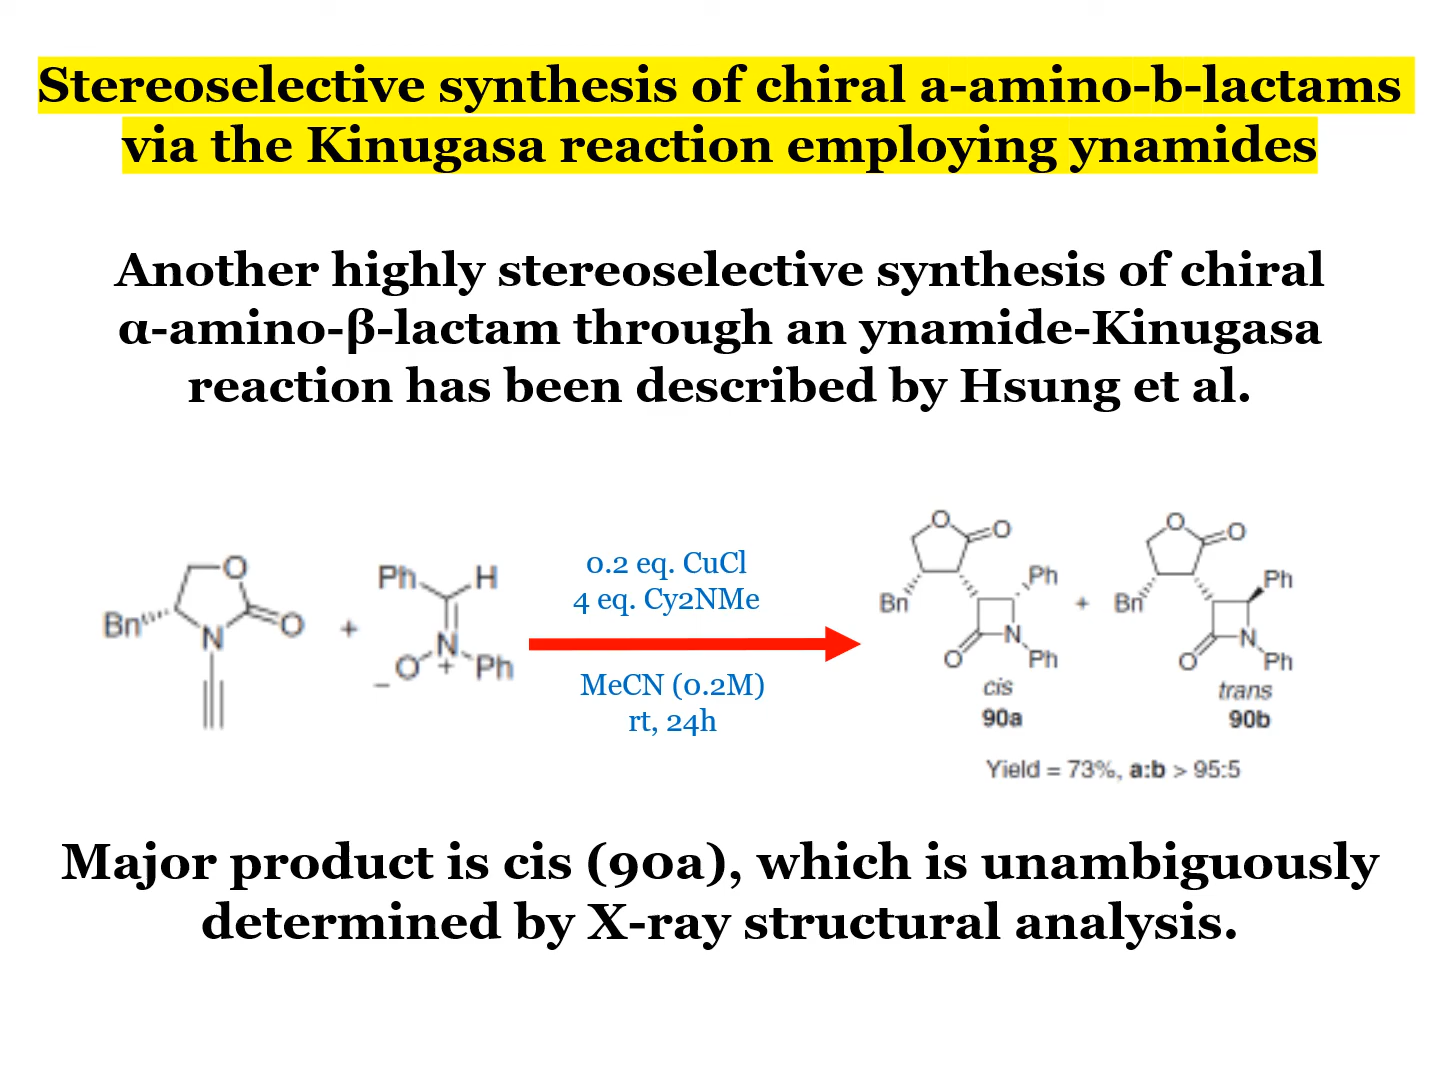 Stereoselective synthesis of chiral a-amino-b-lactams
via the Kinugasa reaction employing ynamides
Another highly stereoselective synthesis of chiral
α-amino-β-lactam through an ynamide-Kinugasa
reaction has been described by Hsung et al.
O
Bn
O
N
+
Ph
H
N
+
O
−
Ph
0.2 eq. CuCl
4 eq. Cy2NMe
MeCN (0.2M)
rt, 24h
O
O
Bn
Ph
N
O
Ph
cis
90a
+
O
O
Bn
Ph
N
O
Ph
trans
90b
Yield = 73%, a:b > 95:5
Major product is cis (90a), which is unambiguously
determined by X-ray structural analysis.